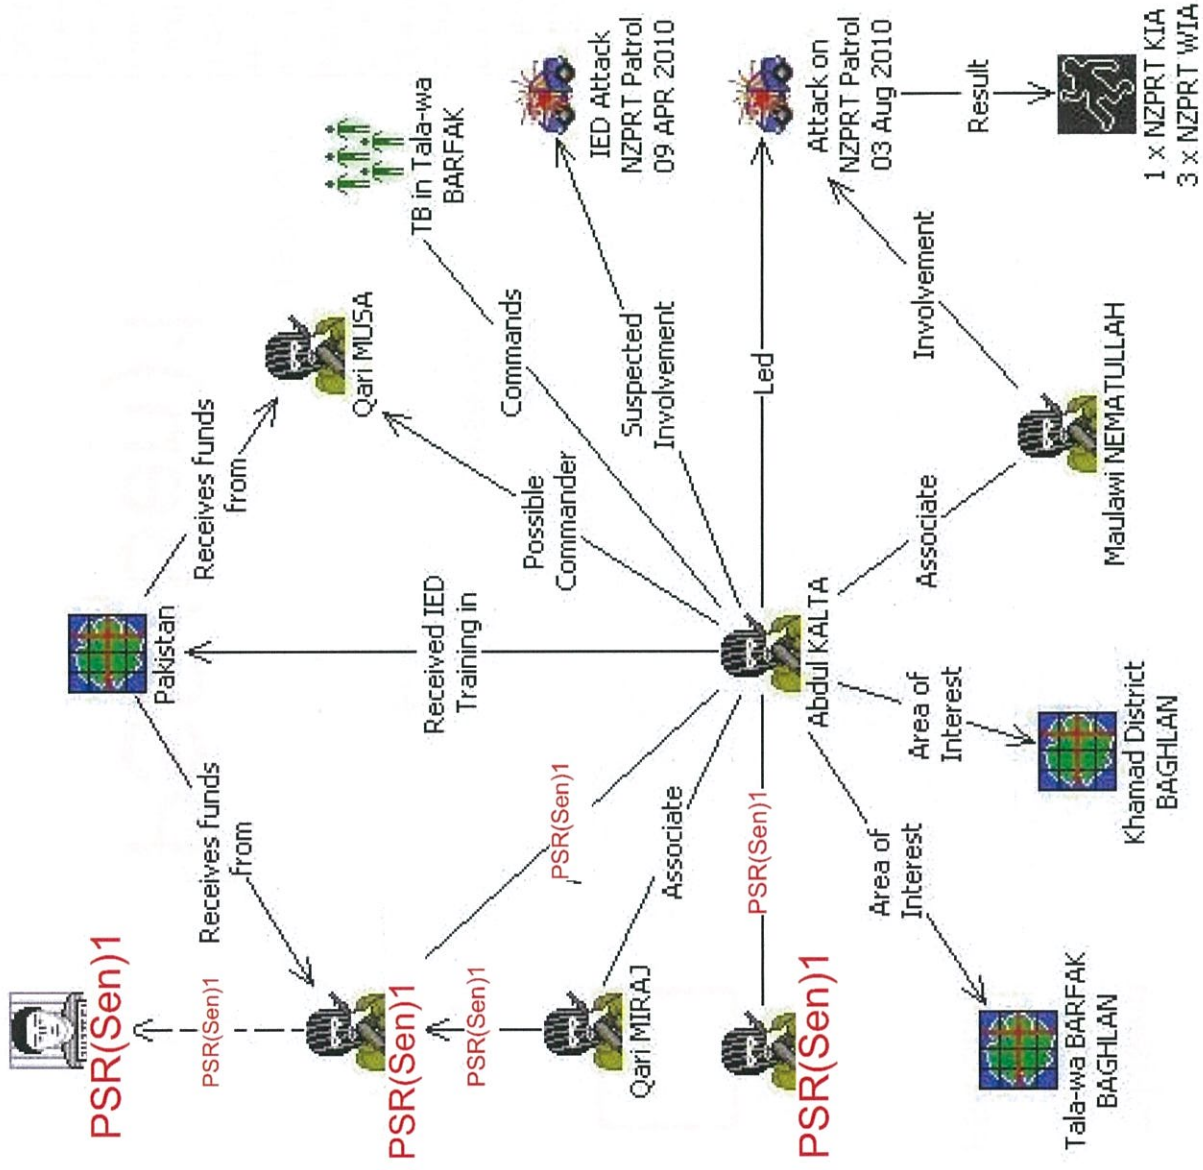 PSR(Sen)1
PSR(Sen)1
PSR(Sen)1
PSR(Sen)1
Qari MIRAJ
PSR(Sen)1
Tala-wa BARFAK
BAGHLAN
Receives funds
from
PSR(Sen)1
Associate
PSR(Sen)1
Area of
Interest
Pakistan
Received IED
Training in
Abdul KALTA
Area of
Interest
Khamad District
BAGHLAN
Receives funds
from
Possible
Commander
Associate
Maulawi NEMATULLAH
Qari MUSA
Commands
Suspected
Involvement
Led
Involvement
TB in Tala-wa
BARFAK
IED Attack
NZPRT Patrol
09 APR 2010
Attack on
NZPRT Patrol
03 Aug 2010
Result
1 x NZPRT KIA
3 x NZPRT WIA